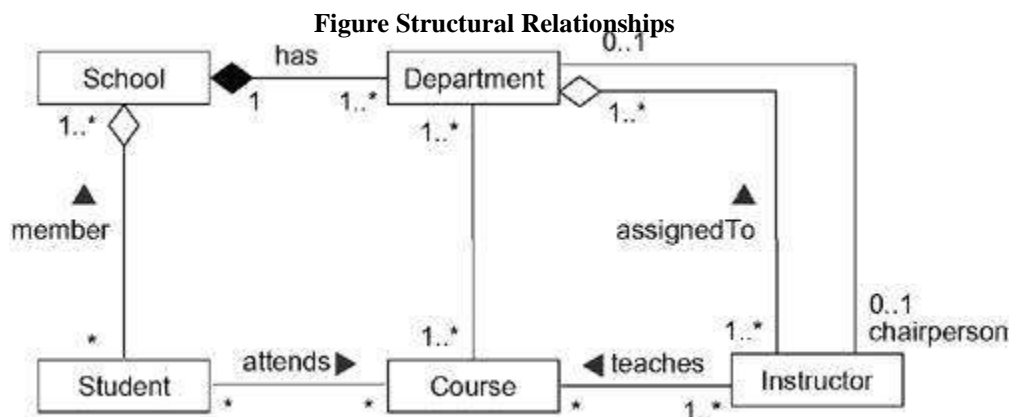 Figure Structural Relationships
has
0..1
School
Department
1
1..*
1..*
1..*
1..*
member
assignedTo
0..1
chairperson
*
1..*
1..*
attends
teaches
Student
Course
Instructor
*
*
*
1..*